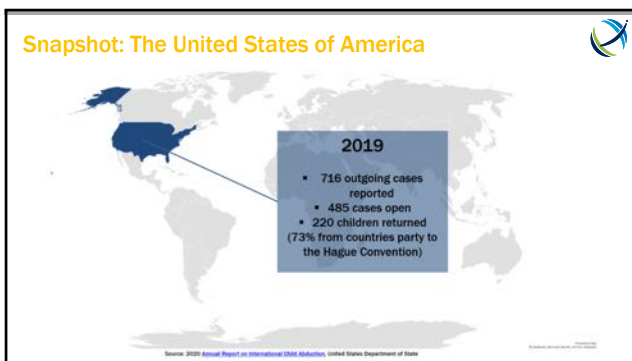 Snapshot: The United States of America
2019
▪ 716 outgoing cases
reported
▪ 485 cases open
▪ 220 children returned
(73% from countries party to
the Hague Convention)
Source: 2020 Annual Report on International Child Abduction, United States Department of State